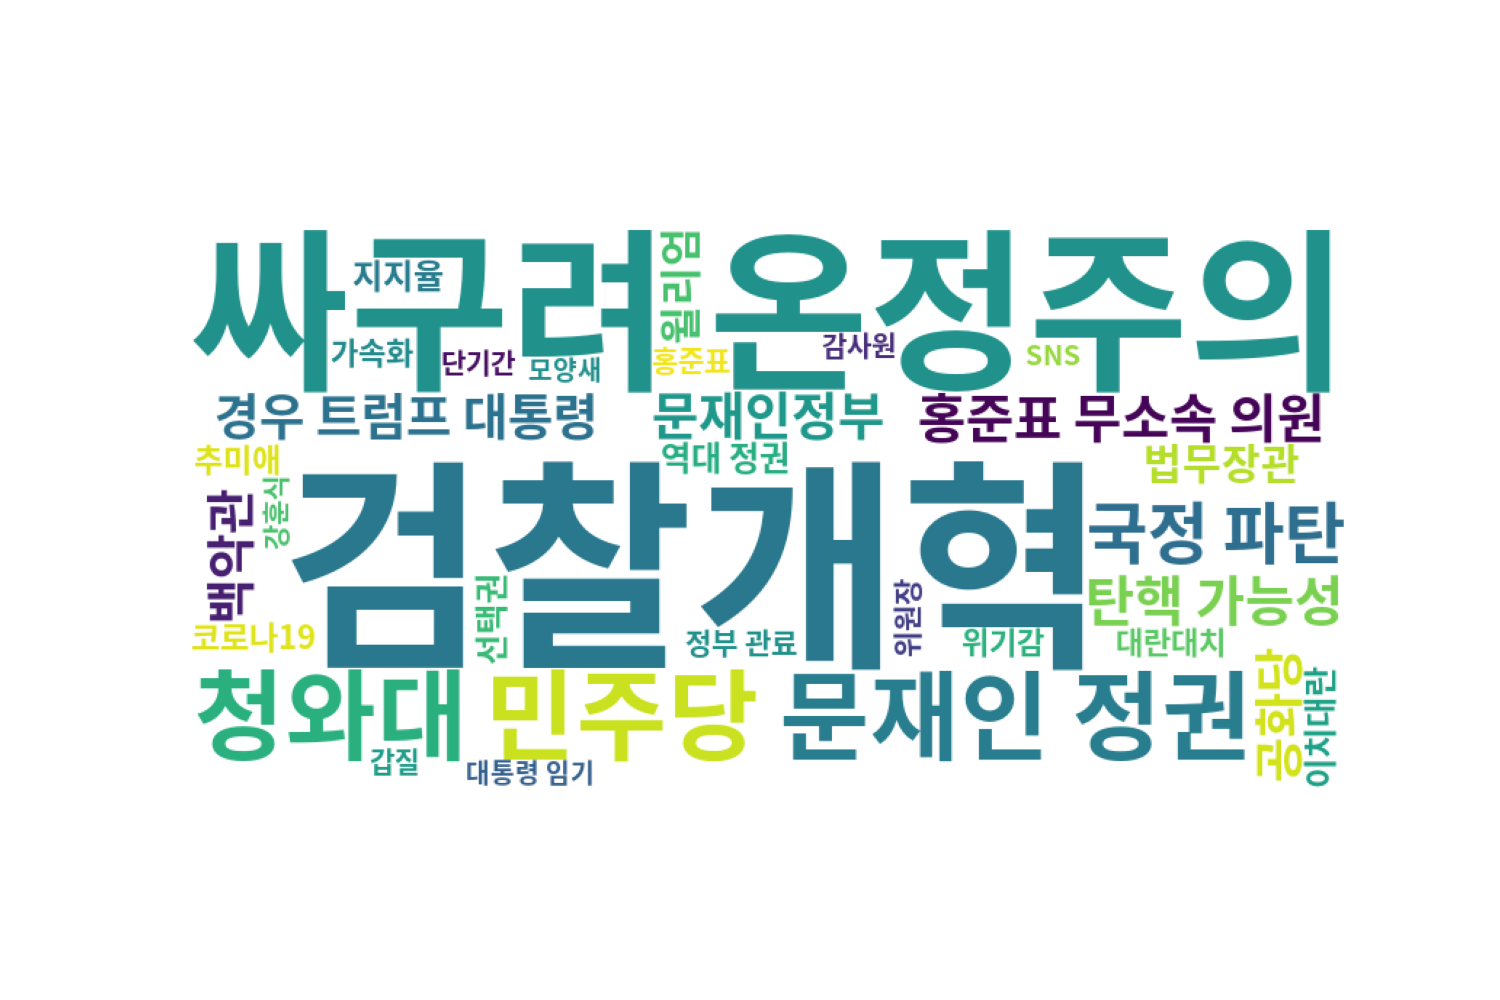 싸구려 온정주의
지지율
윌리엄
가속화
단기간
모양새
홍준표
감사원
SNS
경우 트럼프 대통령
문재인정부
홍준표 무소속 의원
추미애
역대 정권
법무장관
백악관
강훈식
검찰개혁
국정 파탄
탄핵 가능성
코로나19
선택권
정부 관료
위원장
위기감
대란대치
청와대
민주당
문재인 정권
공화당
이치대란
갑질
대통령 임기